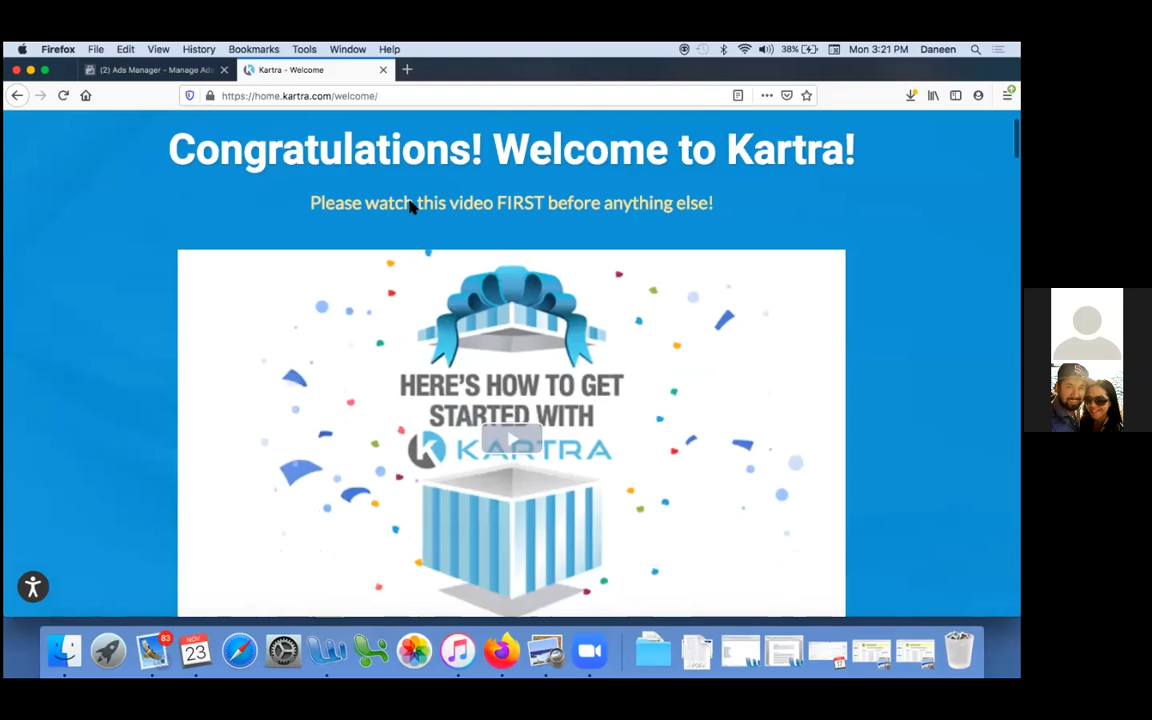 Firefox File Edit View History Bookmarks Tools Window Help 38% Mon 3:21 PM Daneen
(2) Ads Manager - Manage Ads Kartra - Welcome
https://home.kartra.com/welcome/
Congratulations! Welcome to Kartra!
Please watch this video FIRST before anything else!
HERE'S HOW TO GET
STARTED WITH
KARTRA
83
NOV
23